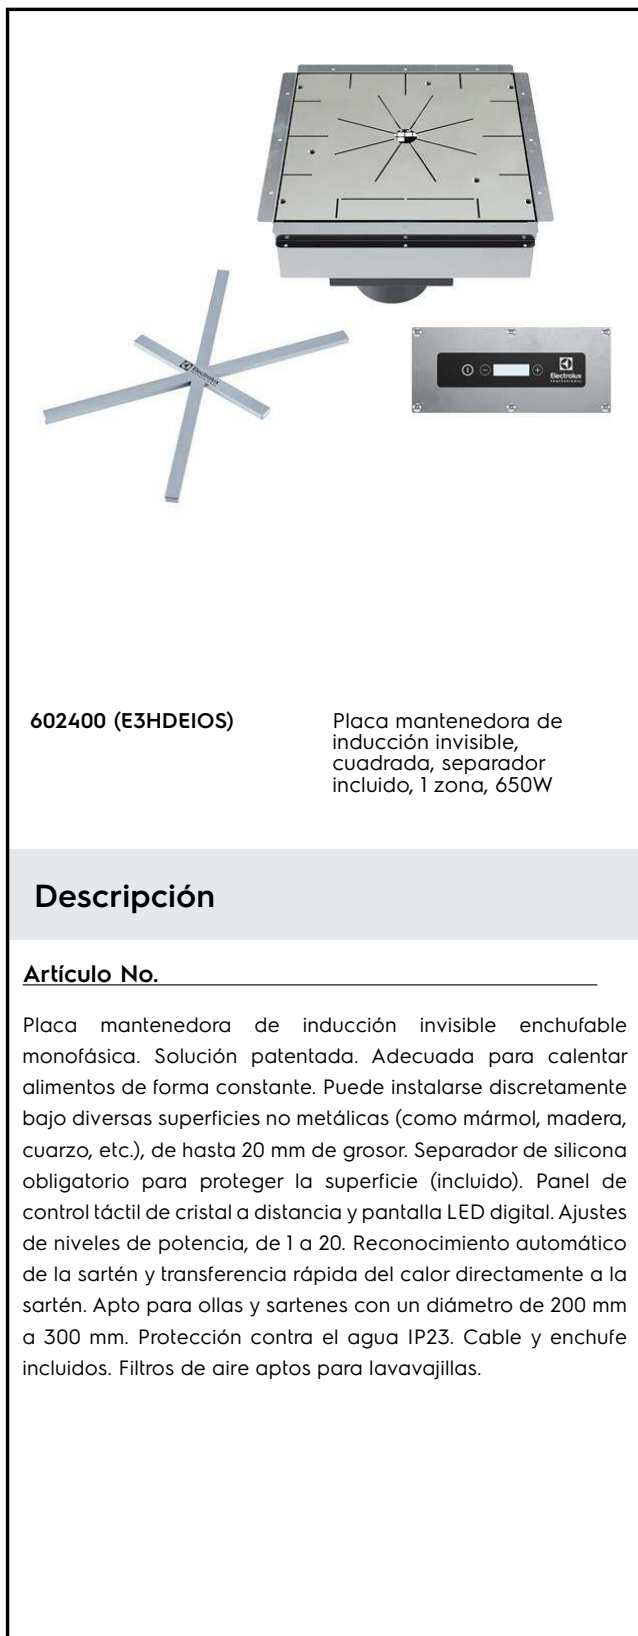 Electrolux
Electrolux
PROFESSIONAL
602400 (E3HDEIOS)
Placa mantenedora de
inducción invisible,
cuadrada, separador
incluido, 1 zona, 650W
Descripción
Artículo No.
Placa mantenedora de inducción invisible enchufable
monofásica. Solución patentada. Adecuada para calentar
alimentos de forma constante. Puede instalarse discretamente
bajo diversas superficies no metálicas (como mármol, madera,
cuarzo, etc.), de hasta 20 mm de grosor. Separador de silicona
obligatorio para proteger la superficie (incluido). Panel de
control táctil de cristal a distancia y pantalla LED digital. Ajustes
de niveles de potencia, de 1 a 20. Reconocimiento automático
de la sartén y transferencia rápida del calor directamente a la
sartén. Apto para ollas y sartenes con un diámetro de 200 mm
a 300 mm. Protección contra el agua IP23. Cable y enchufe
incluidos. Filtros de aire aptos para lavavajillas.